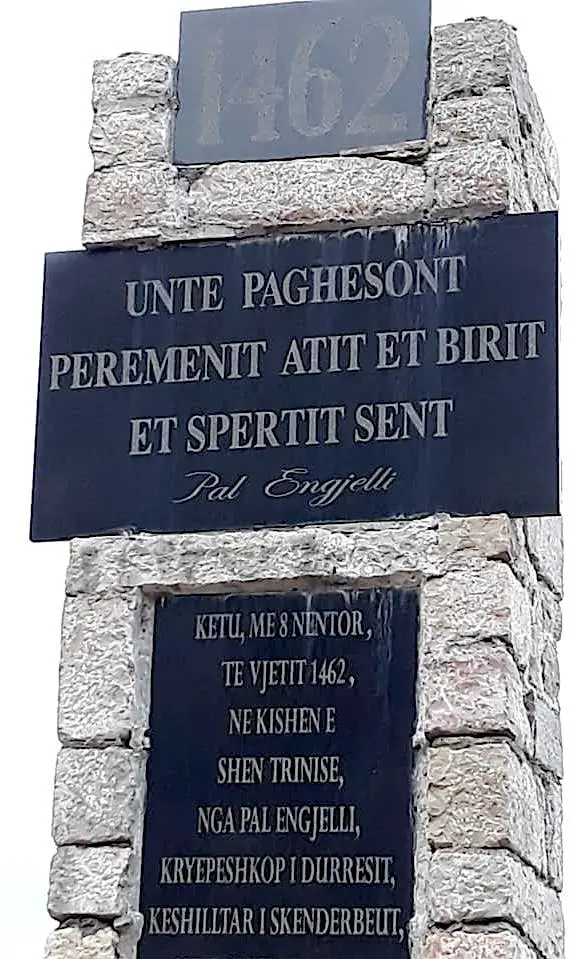 1462
UNTE PAGHESONT
PEREMENIT ATIT ET BIRIT
ET SPERTIT SENT
Pal Engjelli
KETU, ME 8 NENTOR,
TE VJETIT 1462,
NE KISHEN E
SHEN TRINISE,
NGA PAL ENGJELLI,
KRYEPESHKOP I DURRESIT,
KESHILLTAR I SKENDERBEUT,